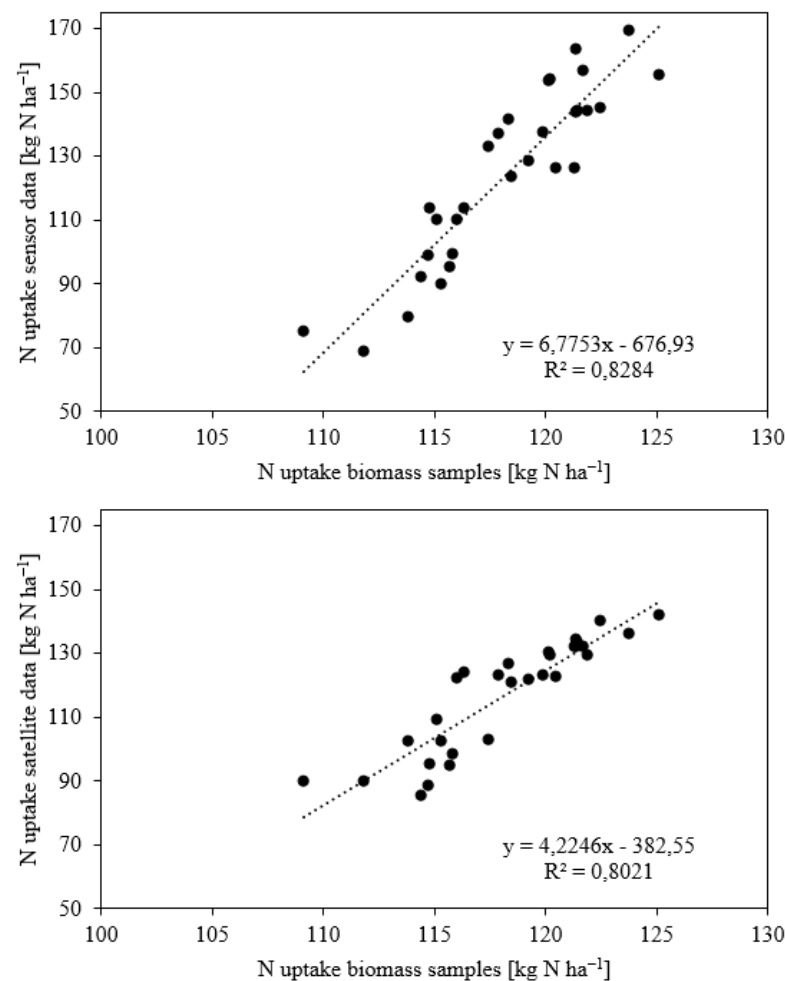 170
150
130
110
90
70
50
N uptake sensor data [kg N ha⁻¹]
y = 6,7753x - 676,93
R² = 0,8284
100 105 110 115 120 125 130
N uptake biomass samples [kg N ha⁻¹]
170
150
130
110
90
70
50
N uptake satellite data [kg N ha⁻¹]
y = 4,2246x - 382,55
R² = 0,8021
100 105 110 115 120 125 130
N uptake biomass samples [kg N ha⁻¹]